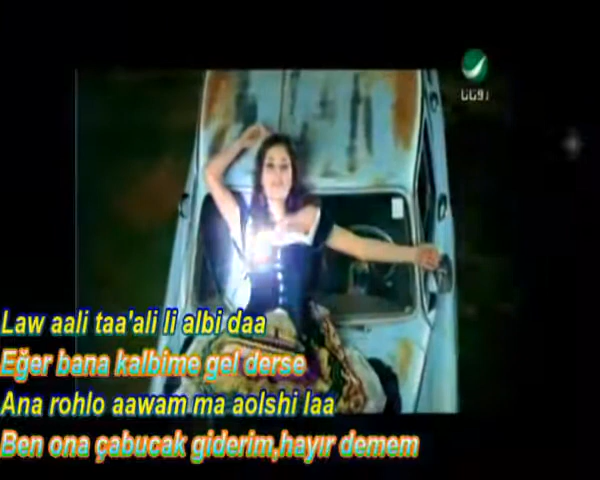 روتانا
Law aali taa'ali li albi daa
Eğer bana kalbime gel derse
Ana rohlo aawam ma aolshi laa
Ben ona çabucak giderim,hayır demem